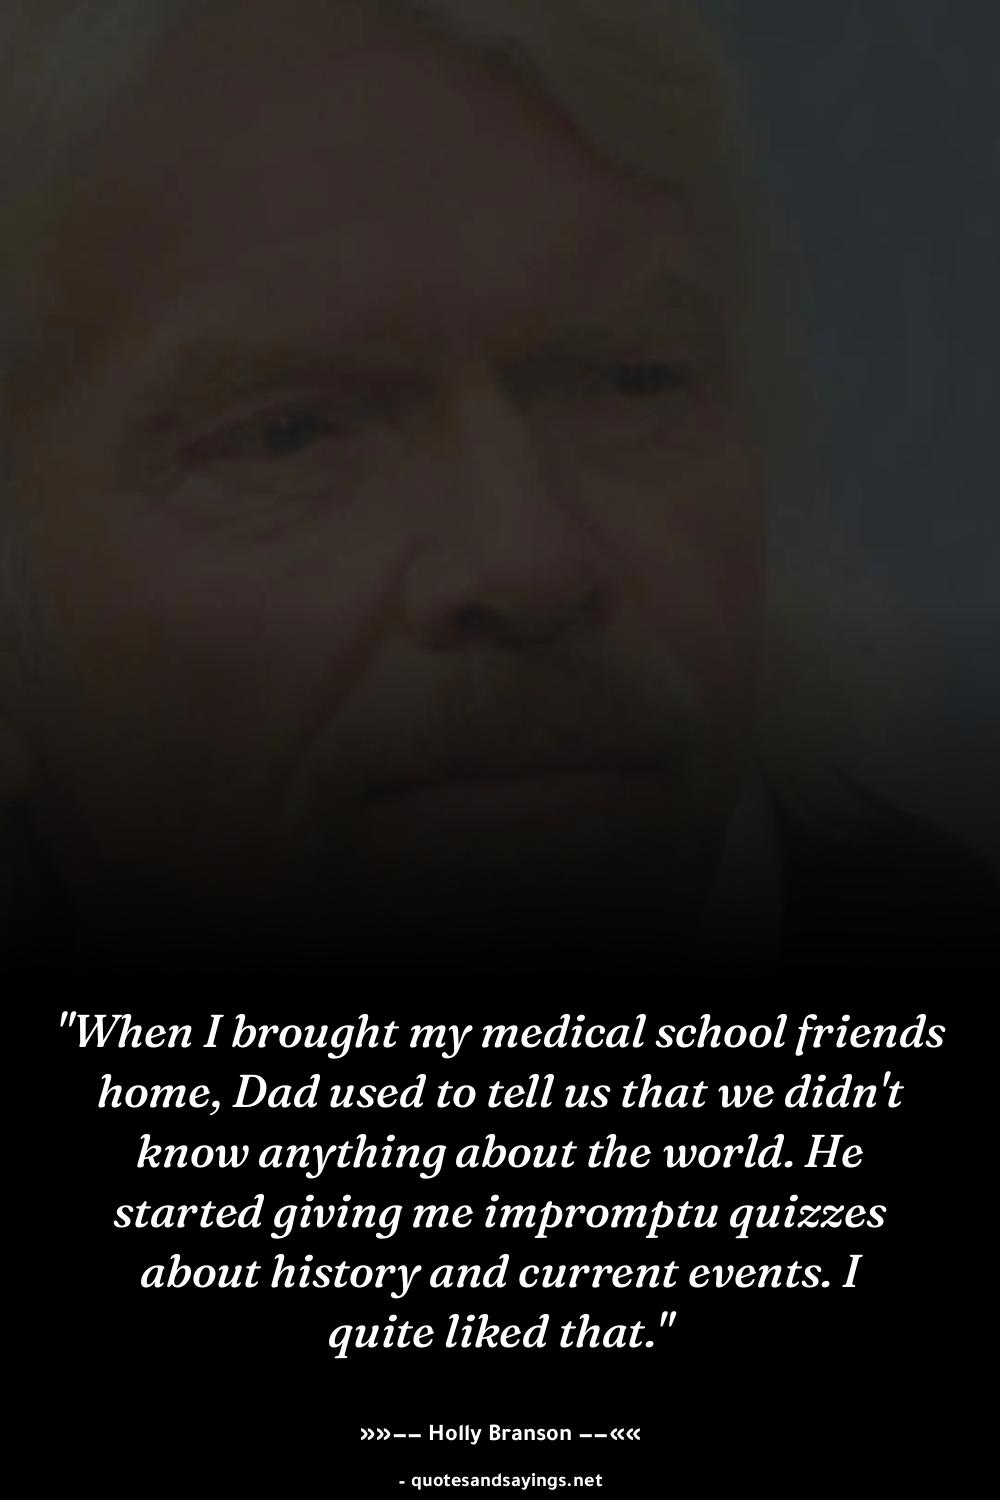 "When I brought my medical school friends
home, Dad used to tell us that we didn't
know anything about the world. He
started giving me impromptu quizzes
about history and current events. I
quite liked that."
»»−− Holly Branson −−««
- quotesandsayings.net